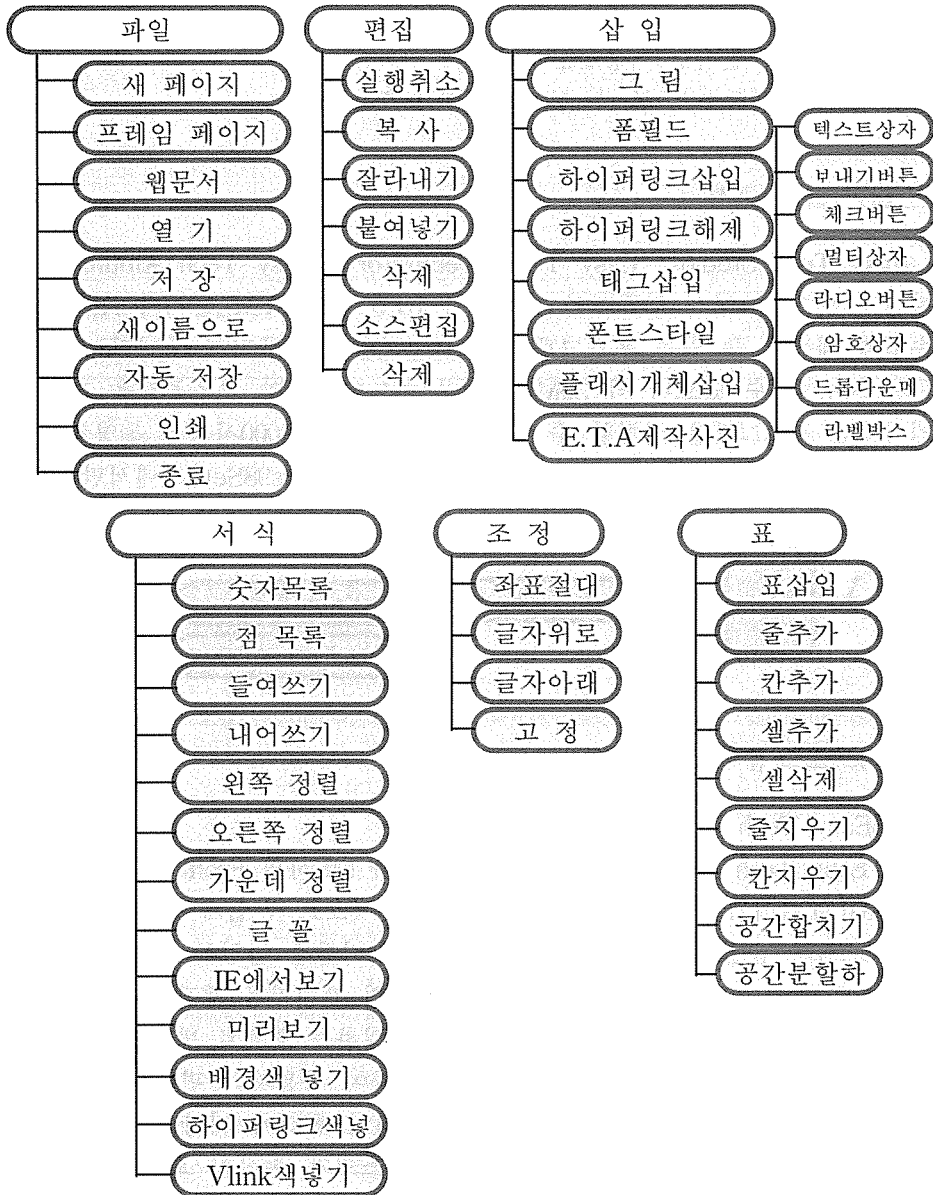 파일
새 페이지
프레임 페이지
웹문서
열 기
저 장
새이름으로
자동 저장
인쇄
종료
편집
실행취소
복 사
잘라내기
붙여넣기
삭제
소스편집
삭제
삽 입
그 림
폼필드
하이퍼링크삽입
하이퍼링크해제
태그삽입
폰트스타일
플래시개체삽입
E.T.A제작사진
텍스트상자
보내기버튼
체크버튼
멀티상자
라디오버튼
암호상자
드롭다운메
라벨박스
서 식
숫자목록
점 목록
들여쓰기
내어쓰기
왼쪽 정렬
오른쪽 정렬
가운데 정렬
글 꼴
IE에서보기
미리보기
배경색 넣기
하이퍼링크색넣
Vlink색넣기
조 정
좌표절대
글자위로
글자아래
고 정
표
표삽입
줄추가
칸추가
셀추가
셀삭제
줄지우기
칸지우기
공간합치기
공간분할하